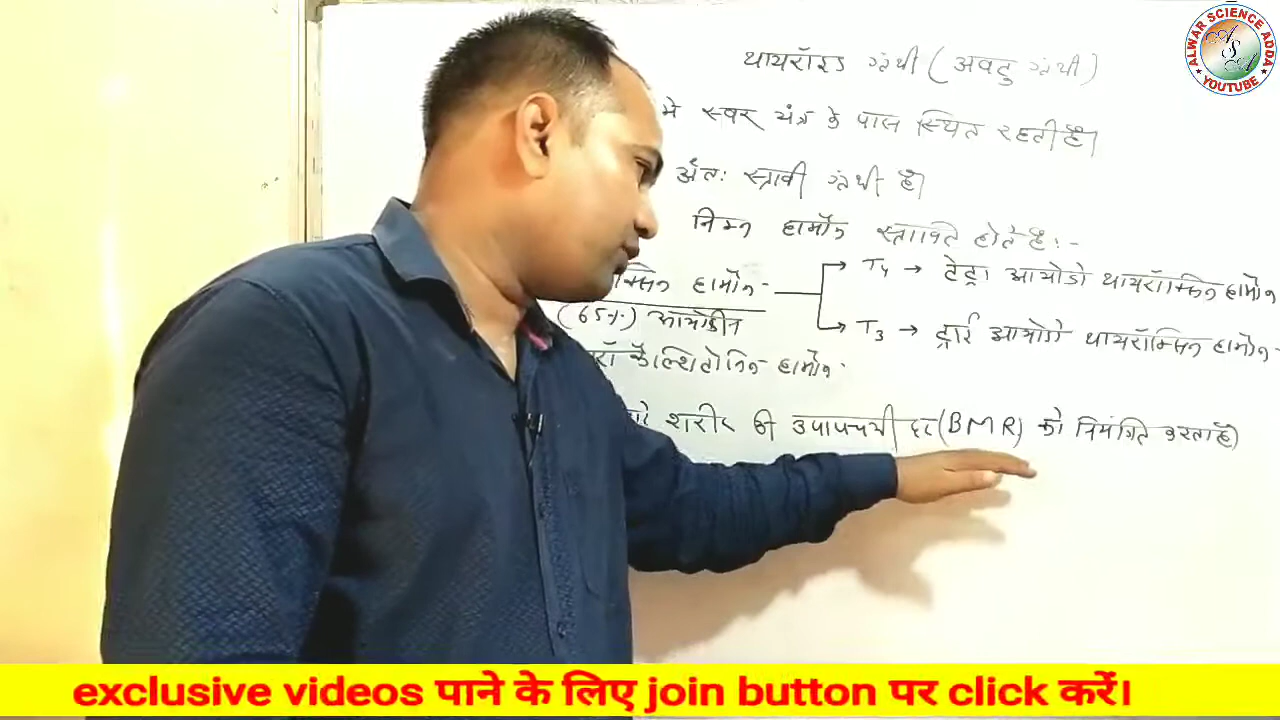 थायरॉइड ग्रंथी (अवटु ग्रंथी)
मे स्वर यंत्र के पास स्थित रहती है।
अंतः स्त्रावी ग्रंथी है।
निम्न हार्मोन स्त्रावित होते है:-
क्सिन हार्मोन
T4 → टेट्रा आयोडो थायरॉक्सिन हार्मोन
(65%) आयोडीन
T3 → ट्राई आयोडो थायरॉक्सिन हार्मोन
कैल्शिटोनिन हार्मोन
शरीर की उपापचयी दर (BMR) को नियंत्रित करता है)
ALWAR SCIENCE ADDA
ASA
YOUTUBE
exclusive videos पाने के लिए join button पर click करें।